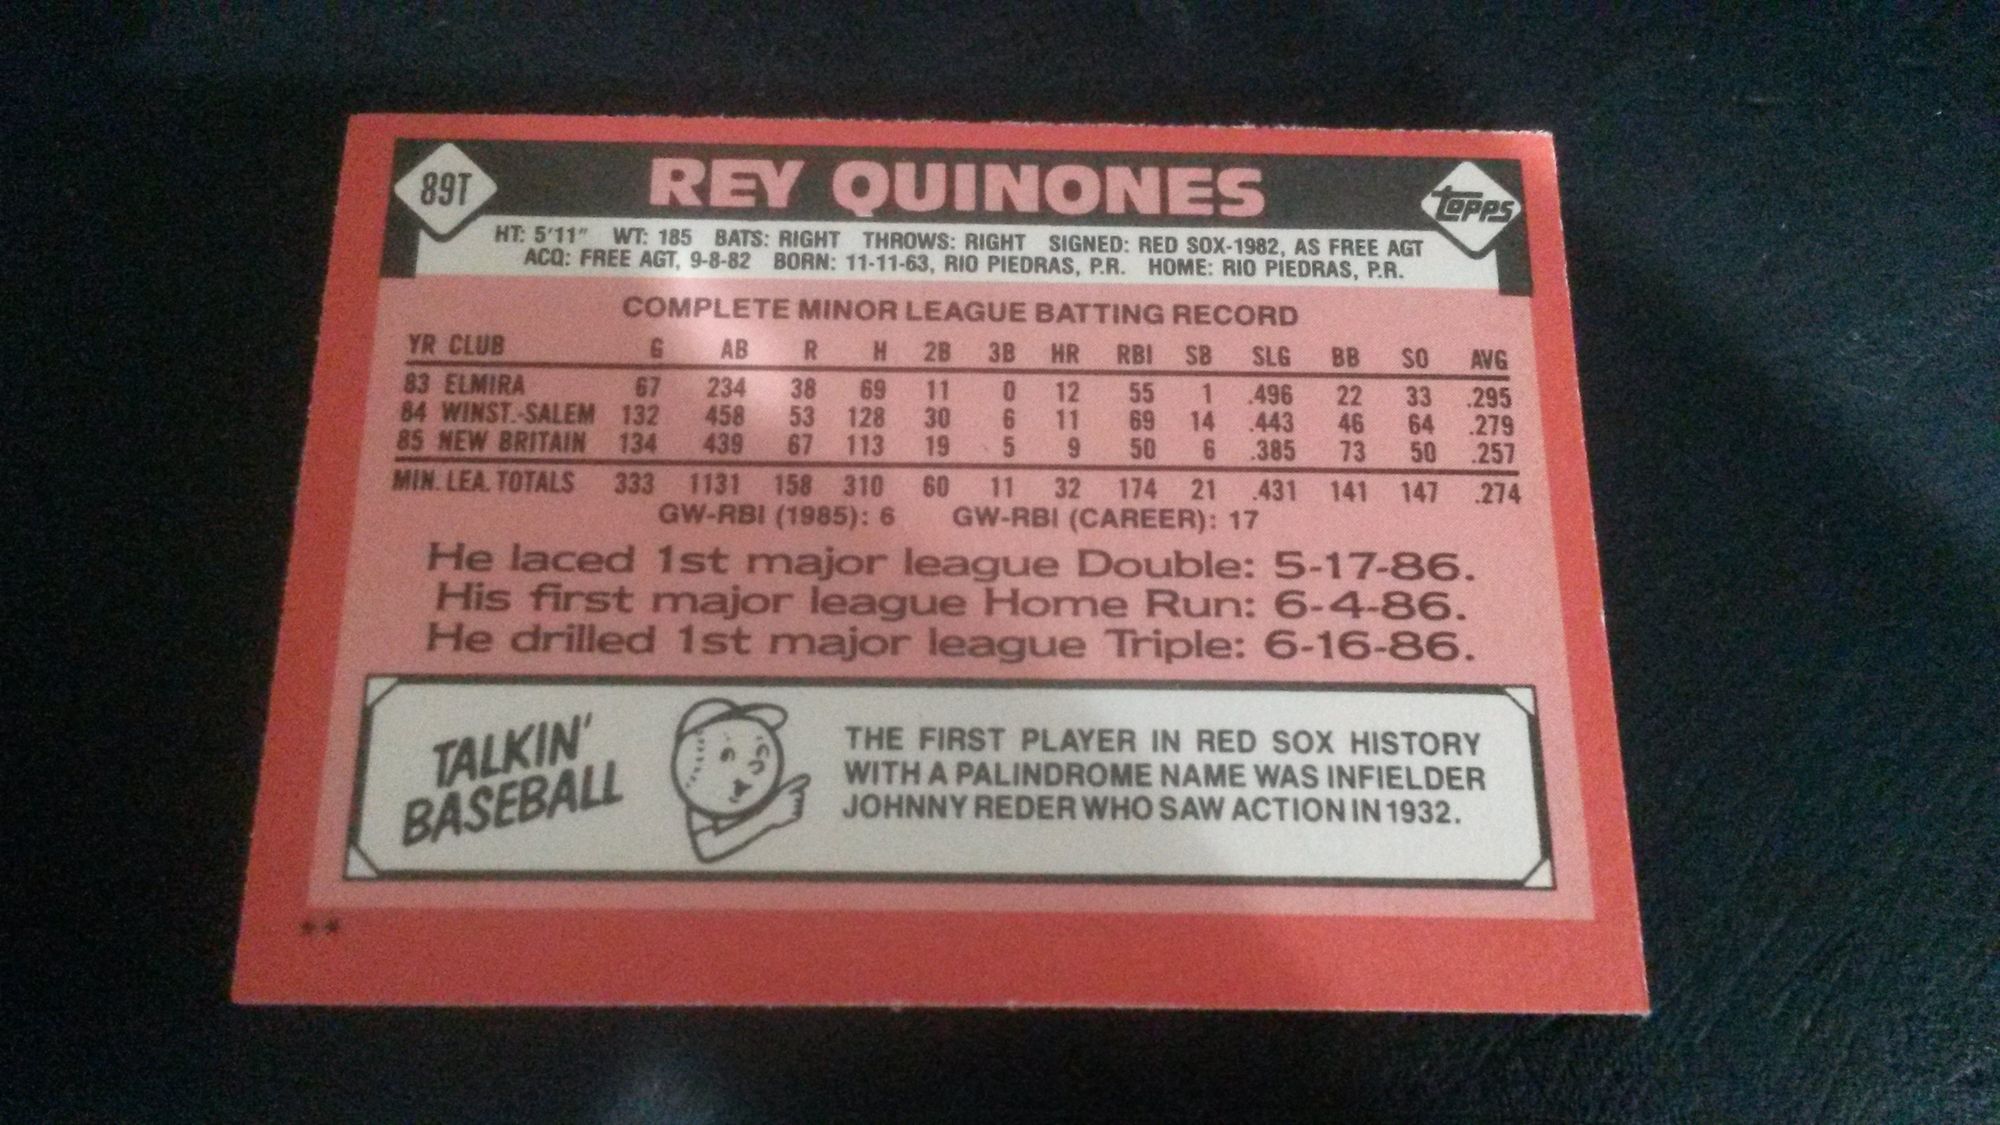 89T
REY QUINONES
topps
HT: 5'11" WT: 185 BATS: RIGHT THROWS: RIGHT SIGNED: RED SOX-1982, AS FREE AGT
ACQ: FREE AGT, 9-8-82 BORN: 11-11-63, RIO PIEDRAS, P.R. HOME: RIO PIEDRAS, P.R.
COMPLETE MINOR LEAGUE BATTING RECORD
YR CLUB G AB R H 2B 3B HR RBI SB SLG BB SO AVG
83 ELMIRA 67 234 38 69 11 0 12 55 1 .496 22 33 .295
84 WINST.-SALEM 132 458 53 128 30 6 11 69 14 .443 46 64 .279
85 NEW BRITAIN 134 439 67 113 19 5 9 50 6 .385 73 50 .257
MIN. LEA. TOTALS 333 1131 158 310 60 11 32 174 21 .431 141 147 .274
GW-RBI (1985): 6 GW-RBI (CAREER): 17
He laced 1st major league Double: 5-17-86.
His first major league Home Run: 6-4-86.
He drilled 1st major league Triple: 6-16-86.
TALKIN'
BASEBALL
THE FIRST PLAYER IN RED SOX HISTORY
WITH A PALINDROME NAME WAS INFIELDER
JOHNNY REDER WHO SAW ACTION IN 1932.
**